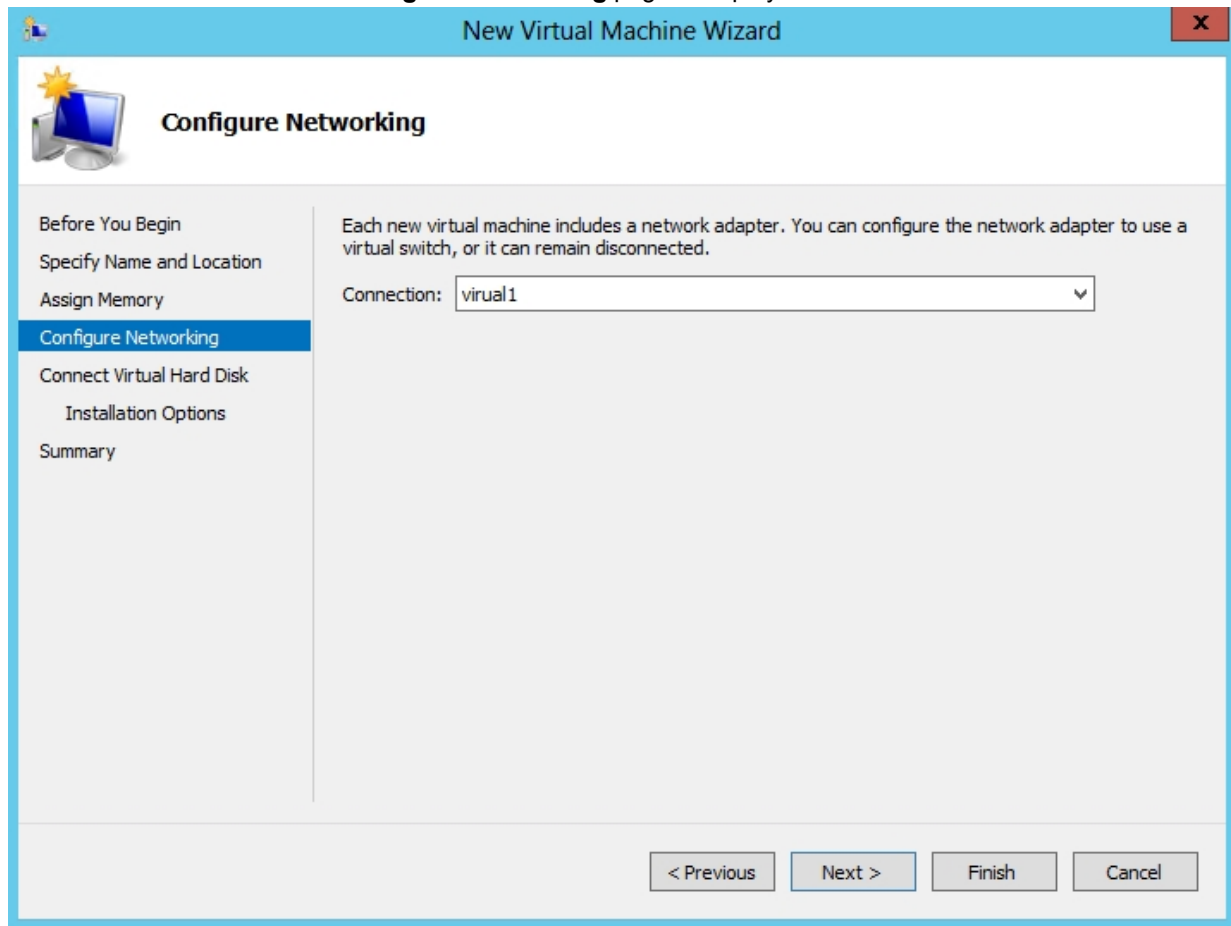 New Virtual Machine Wizard
x
Configure Networking
Before You Begin
Specify Name and Location
Assign Memory
Configure Networking
Connect Virtual Hard Disk
Installation Options
Summary
Each new virtual machine includes a network adapter. You can configure the network adapter to use a
virtual switch, or it can remain disconnected.
Connection: virual1
< Previous Next > Finish Cancel